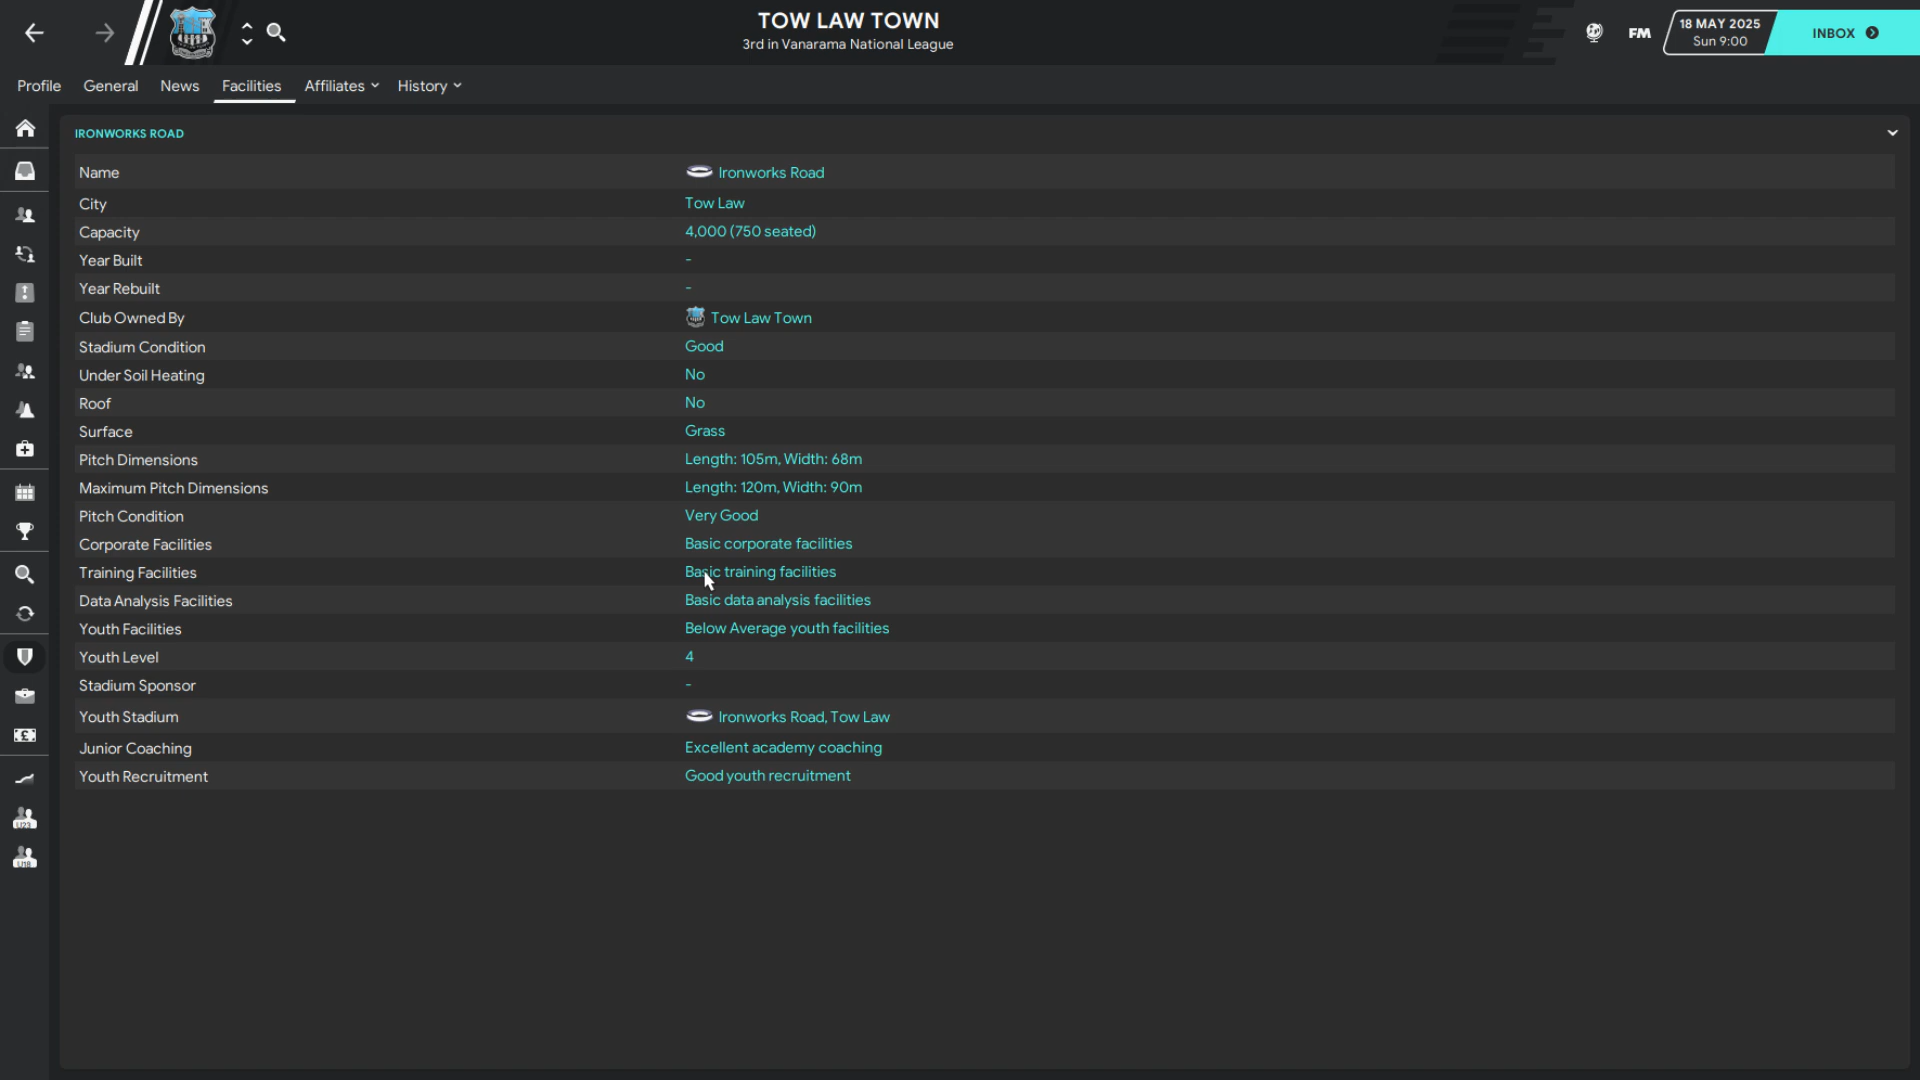 TOW LAW TOWN
3rd in Vanarama National League
FM
18 MAY 2025
Sun 9:00
INBOX
Profile General News Facilities Affiliates History
IRONWORKS ROAD
Name Ironworks Road
City Tow Law
Capacity 4,000 (750 seated)
Year Built -
Year Rebuilt -
Club Owned By Tow Law Town
Stadium Condition Good
Under Soil Heating No
Roof No
Surface Grass
Pitch Dimensions Length: 105m, Width: 68m
Maximum Pitch Dimensions Length: 120m, Width: 90m
Pitch Condition Very Good
Corporate Facilities Basic corporate facilities
Training Facilities Basic training facilities
Data Analysis Facilities Basic data analysis facilities
Youth Facilities Below Average youth facilities
Youth Level 4
Stadium Sponsor -
Youth Stadium Ironworks Road, Tow Law
Junior Coaching Excellent academy coaching
Youth Recruitment Good youth recruitment
U23
U18